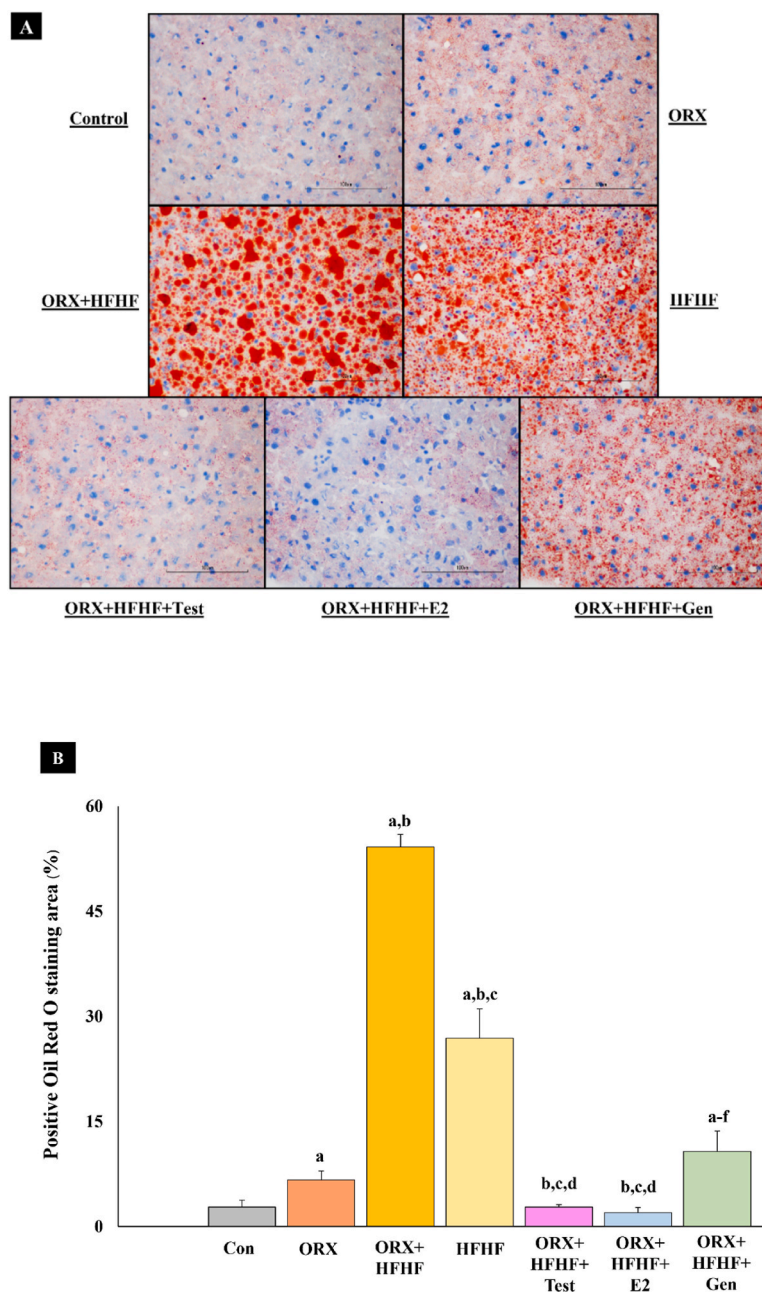 A
Control
ORX
ORX+HFHF
HFHF
ORX+HFHF+Test
ORX+HFHF+E2
ORX+HFHF+Gen
B
Positive Oil Red O staining area (%)
60
45
30
15
0
a
a,b
a,b,c
b,c,d
b,c,d
a-f
Con
ORX
ORX+
HFHF
HFHF
ORX+
HFHF+
Test
ORX+
HFHF+
E2
ORX+
HFHF+
Gen